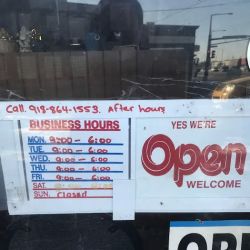 Call. 918-864-1553. After hours
BUSINESS HOURS
MON. 9:00 - 6:00
TUE. 9:00 - 6:00
WED. 9:00 - 6:00
THU. 9:00 - 6:00
FRI. 9:00 - 6:00
SAT.
SUN. Closed
YES WE'RE
Open
WELCOME